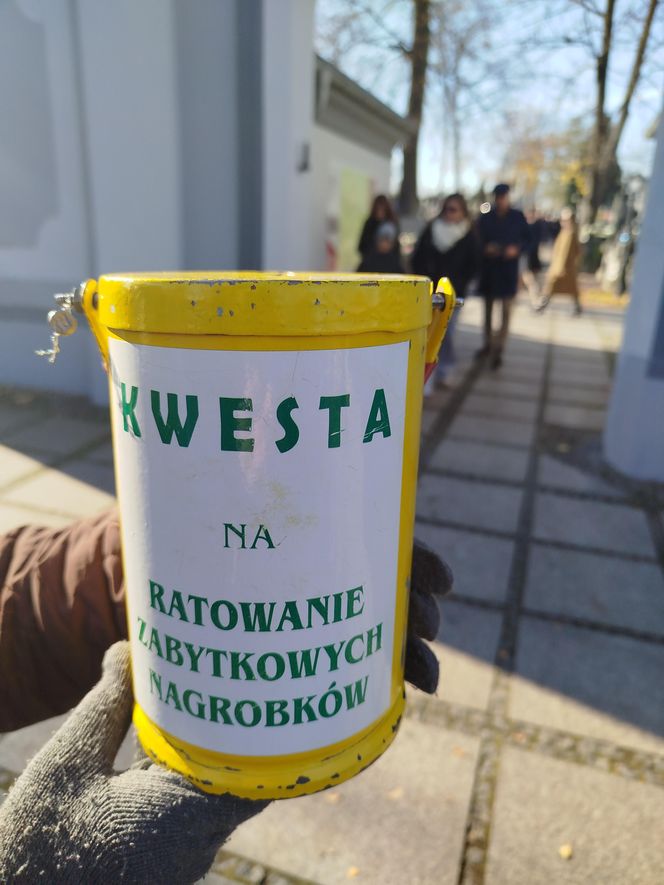 KWESTA
NA
RATOWANIE
ZABYTKOWYCH
NAGROBKÓW